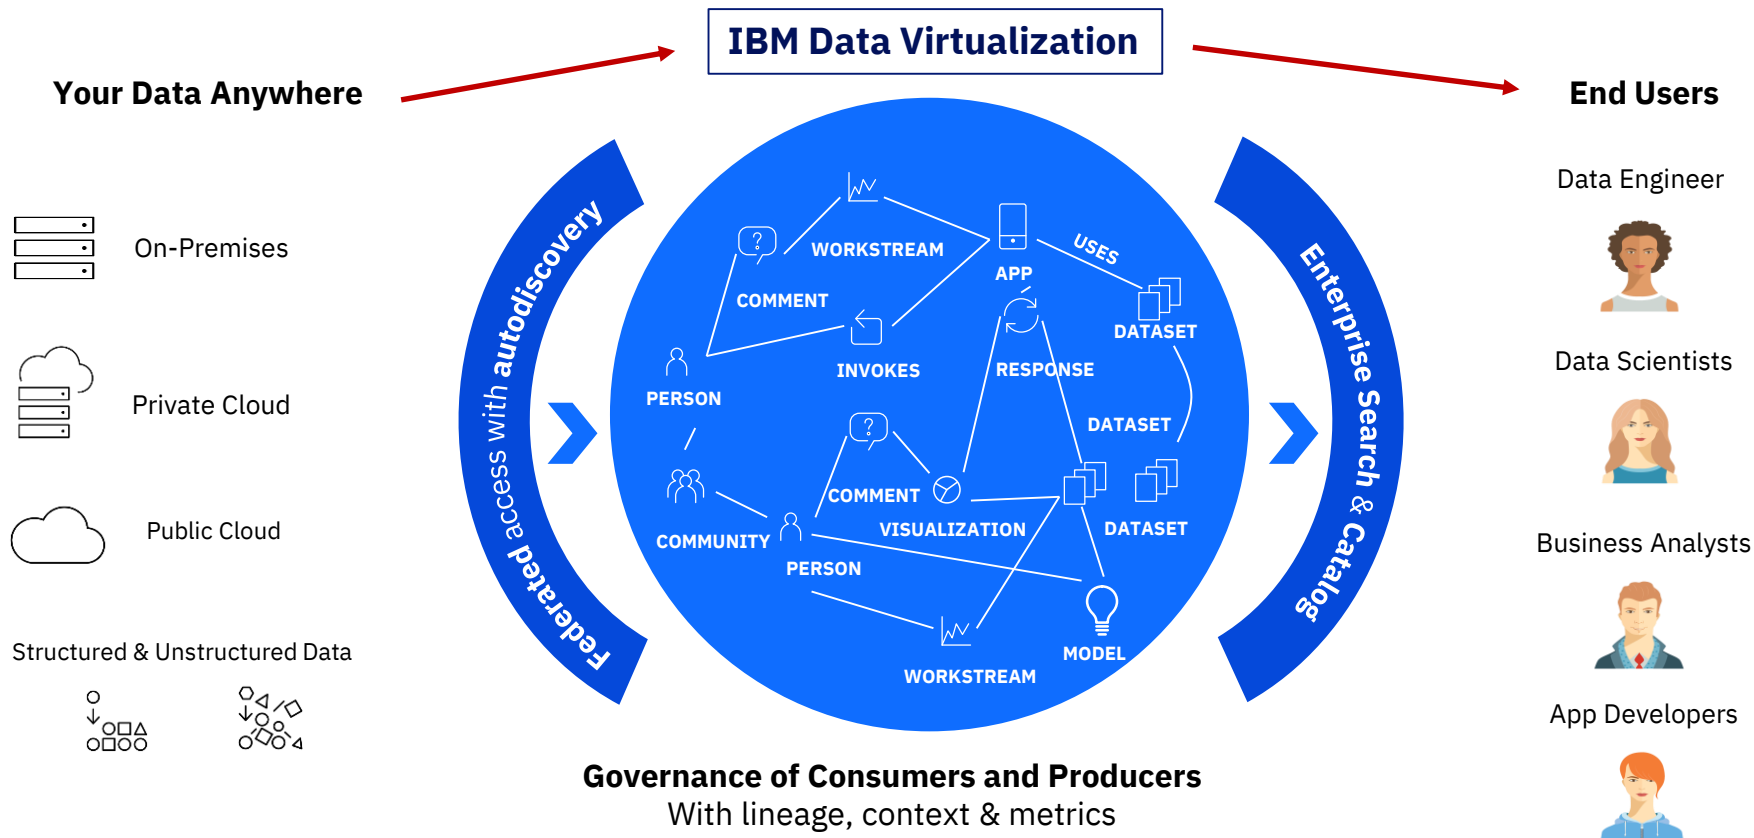 IBM Data Virtualization
Your Data Anywhere
On-Premises
Private Cloud
Public Cloud
Structured & Unstructured Data
Federated access with autodiscovery
?
WORKSTREAM
COMMENT
APP
USES
DATASET
INVOKES
RESPONSE
PERSON
DATASET
?
COMMENT
VISUALIZATION
DATASET
COMMUNITY
PERSON
MODEL
WORKSTREAM
Enterprise Search & Catalog
End Users
Data Engineer
Data Scientists
Business Analysts
App Developers
Governance of Consumers and Producers
With lineage, context & metrics